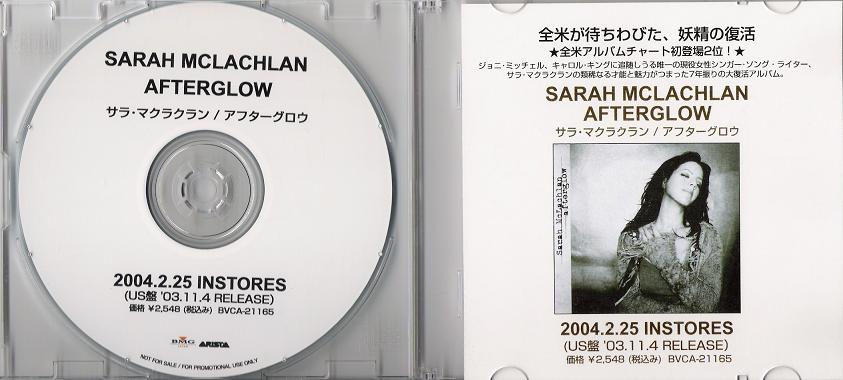 SARAH MCLACHLAN
AFTERGLOW
サラ・マクラクラン / アフターグロウ
2004.2.25 INSTORES
(US盤 '03.11.4 RELEASE)
価格 ¥2,548 (税込み) BVCA-21165
BMG
ARISTA
NOT FOR SALE / FOR PROMOTIONAL USE ONLY
全米が待ちわびた、妖精の復活
★全米アルバムチャート初登場2位！★
ジョニ・ミッチェル、キャロル・キングに追随しうる唯一の現役女性シンガー・ソング・ライター、
サラ・マクラクランの類稀なる才能と魅力がつまった7年振りの大復活アルバム。
SARAH MCLACHLAN
AFTERGLOW
サラ・マクラクラン / アフターグロウ
Sarah McLachlan
afterglow
2004.2.25 INSTORES
(US盤 '03.11.4 RELEASE)
価格 ¥2,548 (税込み) BVCA-21165